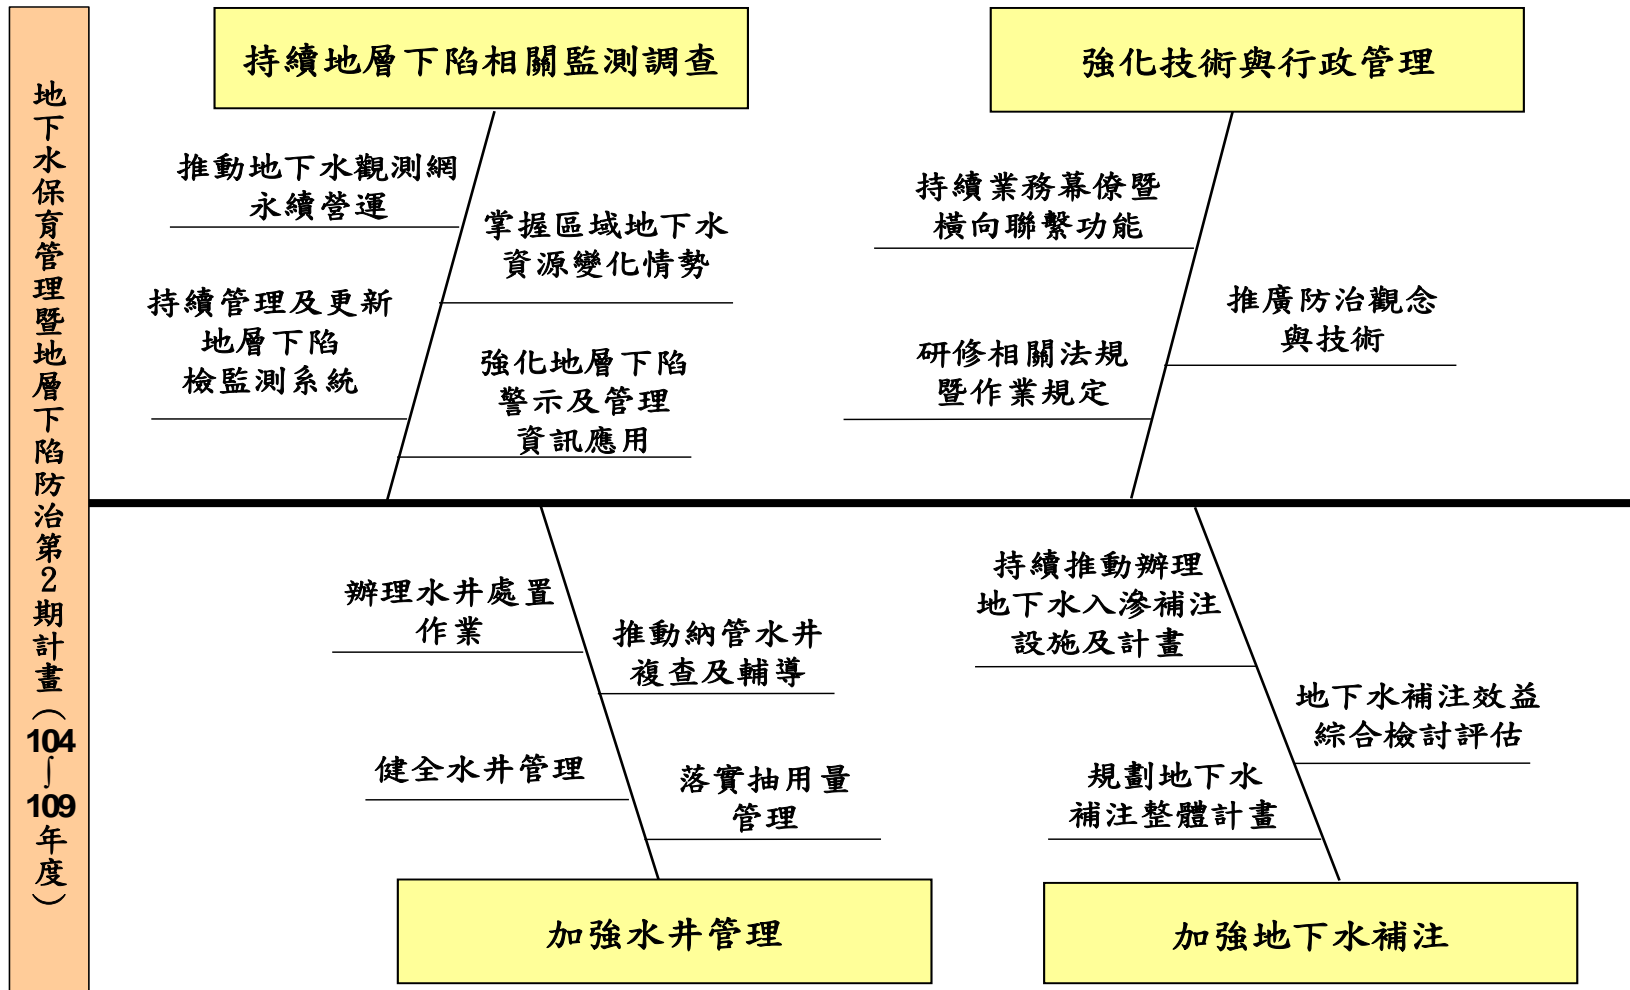 地下水保育管理暨地層下陷防治第2期計畫（104～109年度）
持續地層下陷相關監測調查
推動地下水觀測網
永續營運
掌握區域地下水
資源變化情勢
持續管理及更新
地層下陷
檢監測系統
強化地層下陷
警示及管理
資訊應用
強化技術與行政管理
持續業務幕僚暨
橫向聯繫功能
推廣防治觀念
與技術
研修相關法規
暨作業規定
辦理水井處置
作業
推動納管水井
複查及輔導
健全水井管理
落實抽用量
管理
加強水井管理
持續推動辦理
地下水入滲補注
設施及計畫
地下水補注效益
綜合檢討評估
規劃地下水
補注整體計畫
加強地下水補注